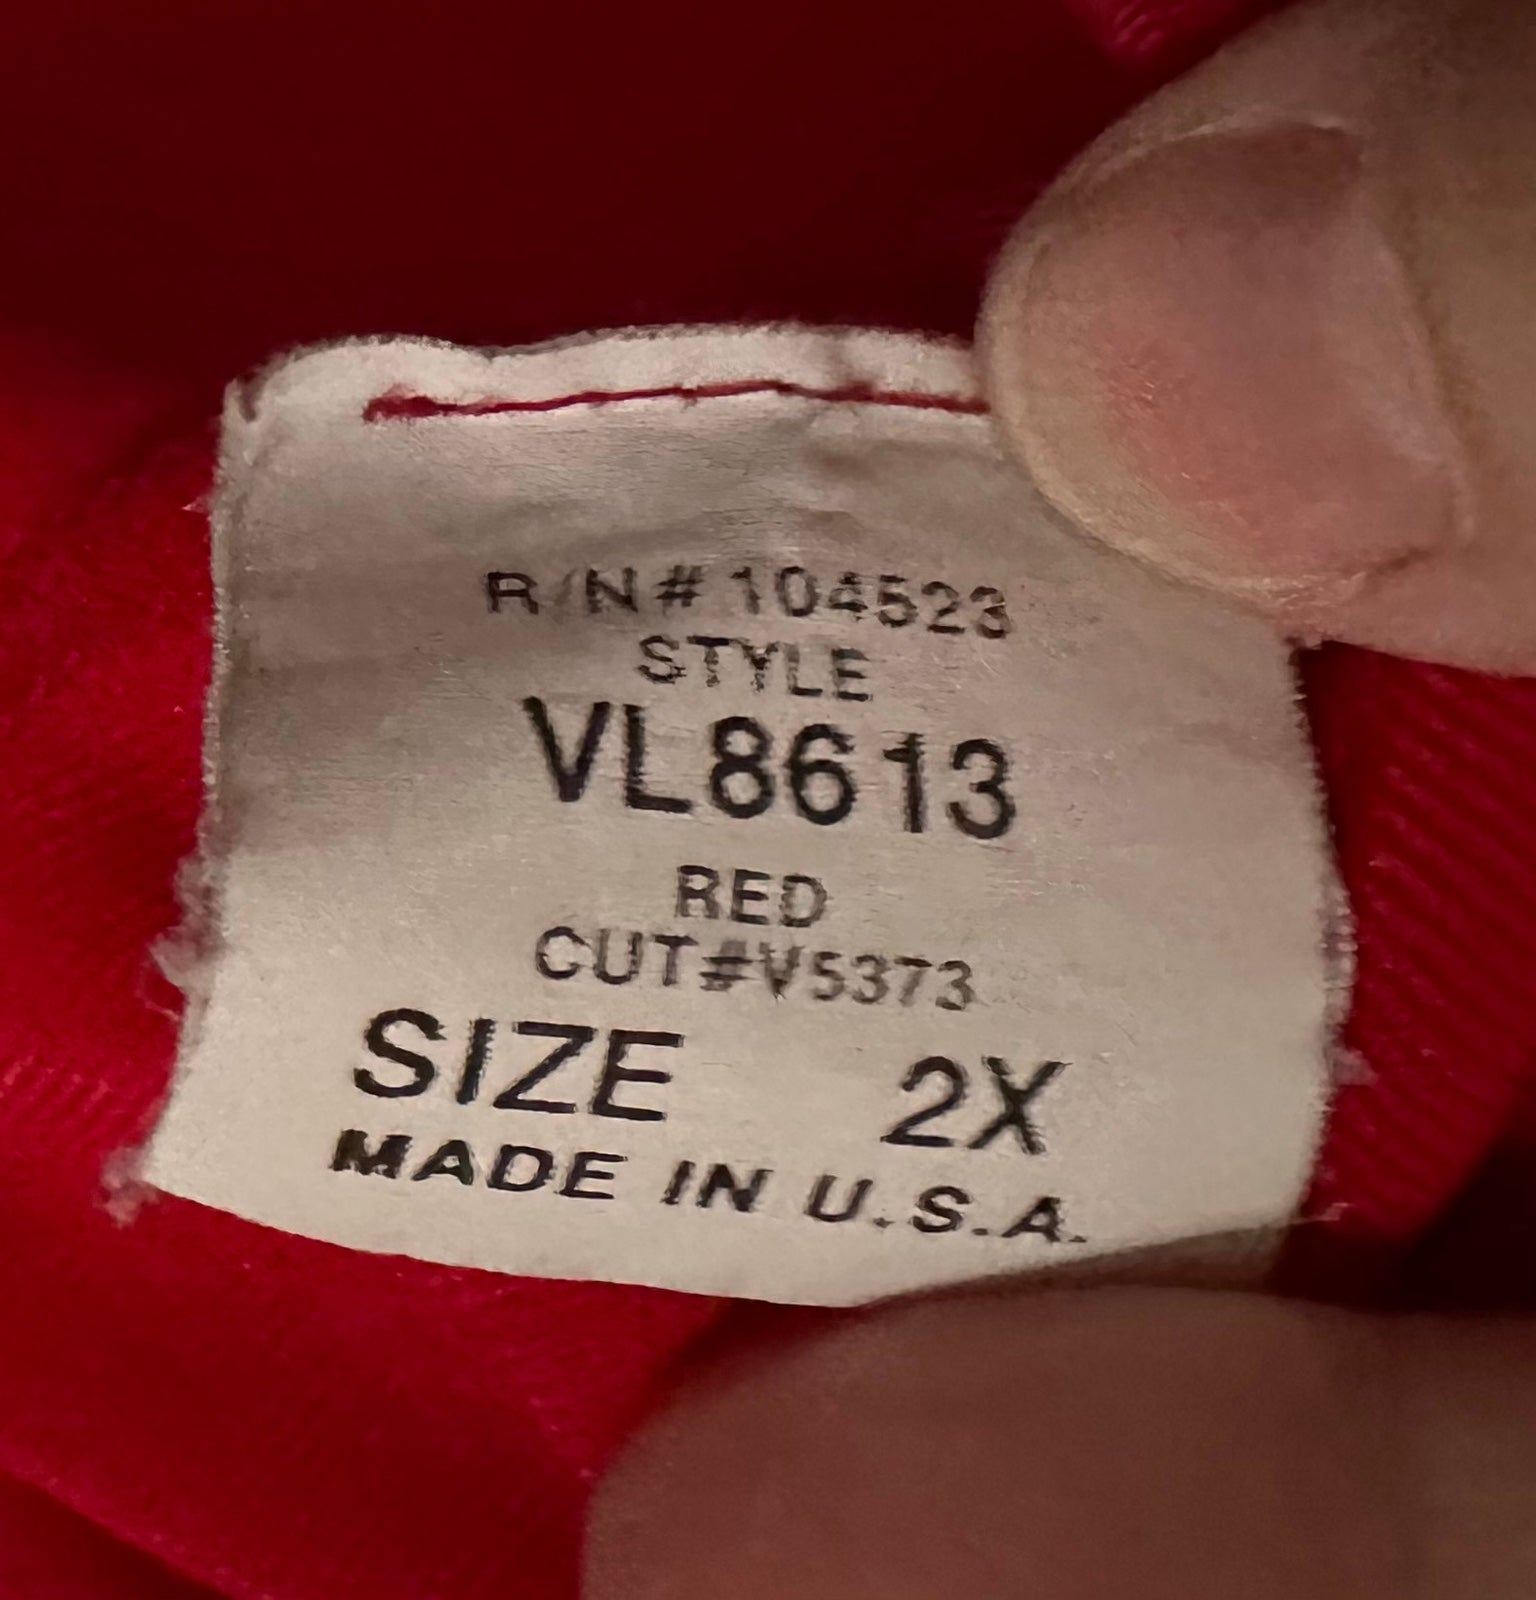 R/N# 104523
STYLE
VL8613
RED
CUT#V5373
SIZE 2X
MADE IN U.S.A.